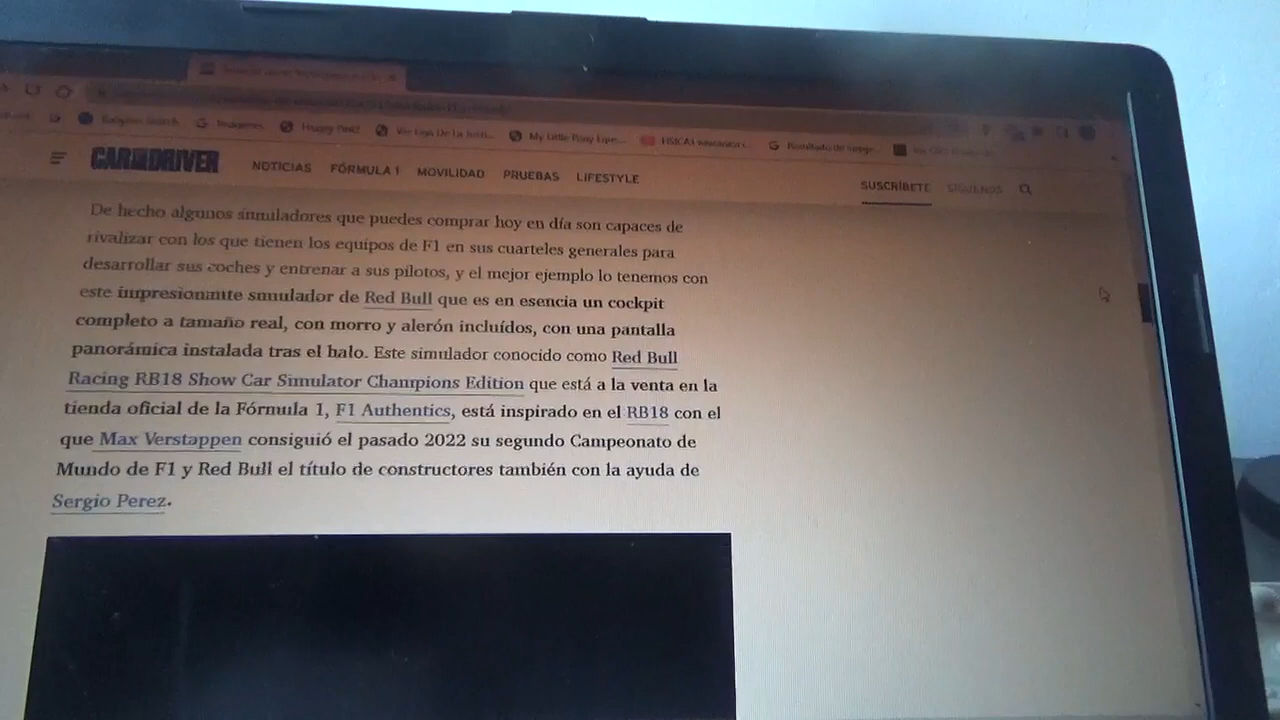 My Little Pony Epic...
CAR AND DRIVER
NOTICIAS FÓRMULA 1 MOVILIDAD PRUEBAS LIFESTYLE
SUSCRÍBETE SÍGUENOS
De hecho algunos simuladores que puedes comprar hoy en día son capaces de
rivalizar con los que tienen los equipos de F1 en sus cuarteles generales para
desarrollar sus coches y entrenar a sus pilotos, y el mejor ejemplo lo tenemos con
este impresionante smulador de Red Bull que es en esencia un cockpit
completo a tamaño real, con morro y alerón incluídos, con una pantalla
panorámica instalada tras el halo. Este simulador conocido como Red Bull
Racing RB18 Show Car Simulator Champions Edition que está a la venta en la
tienda oficial de la Fórmula 1, F1 Authentics, está inspirado en el RB18 con el
que Max Verstappen consiguió el pasado 2022 su segundo Campeonato de
Mundo de F1 y Red Bull el título de constructores también con la ayuda de
Sergio Perez.